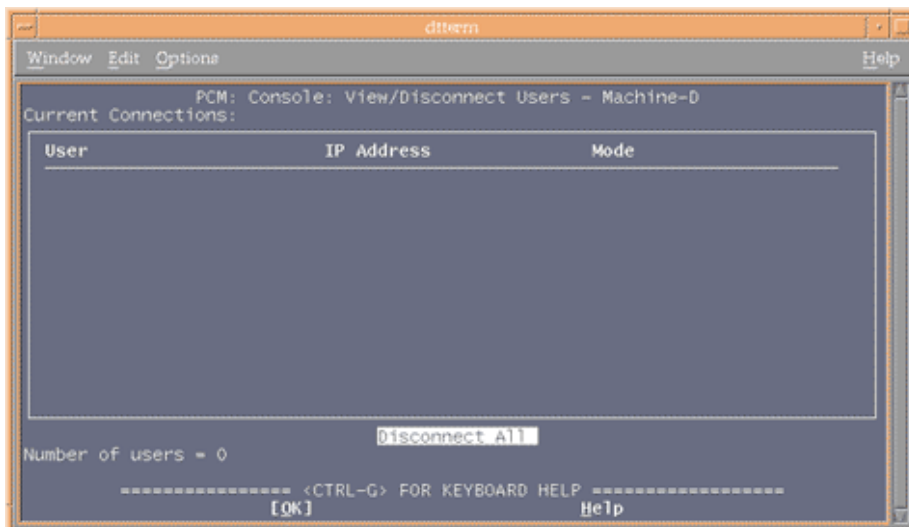 dtterm
Window Edit Options Help
PCM: Console: View/Disconnect Users - Machine-D
Current Connections:
User IP Address Mode
Disconnect All
Number of users = 0
================ <CTRL-G> FOR KEYBOARD HELP ==================
[OK] Help